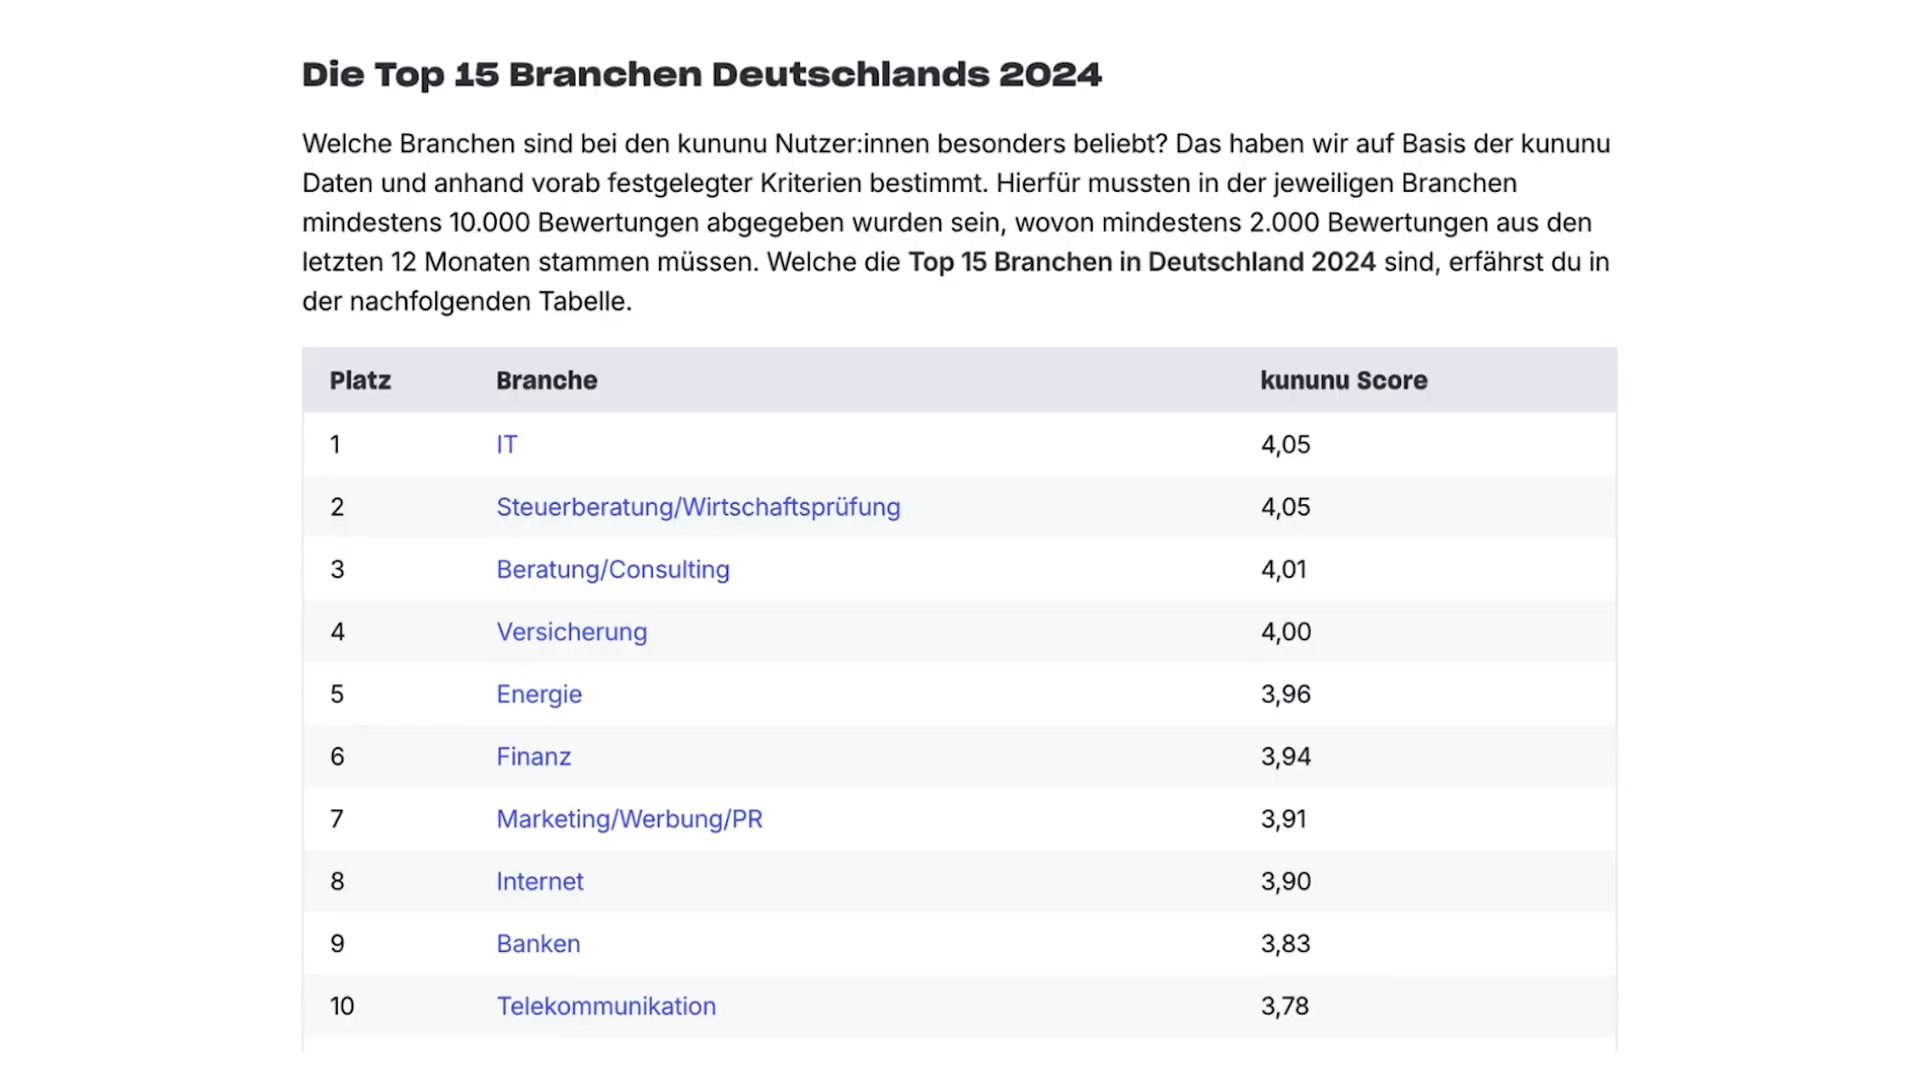 Die Top 15 Branchen Deutschlands 2024
Welche Branchen sind bei den kununu Nutzer:innen besonders beliebt? Das haben wir auf Basis der kununu
Daten und anhand vorab festgelegter Kriterien bestimmt. Hierfür mussten in der jeweiligen Branchen
mindestens 10.000 Bewertungen abgegeben wurden sein, wovon mindestens 2.000 Bewertungen aus den
letzten 12 Monaten stammen müssen. Welche die Top 15 Branchen in Deutschland 2024 sind, erfährst du in
der nachfolgenden Tabelle.
Platz Branche kununu Score
1 IT 4,05
2 Steuerberatung/Wirtschaftsprüfung 4,05
3 Beratung/Consulting 4,01
4 Versicherung 4,00
5 Energie 3,96
6 Finanz 3,94
7 Marketing/Werbung/PR 3,91
8 Internet 3,90
9 Banken 3,83
10 Telekommunikation 3,78